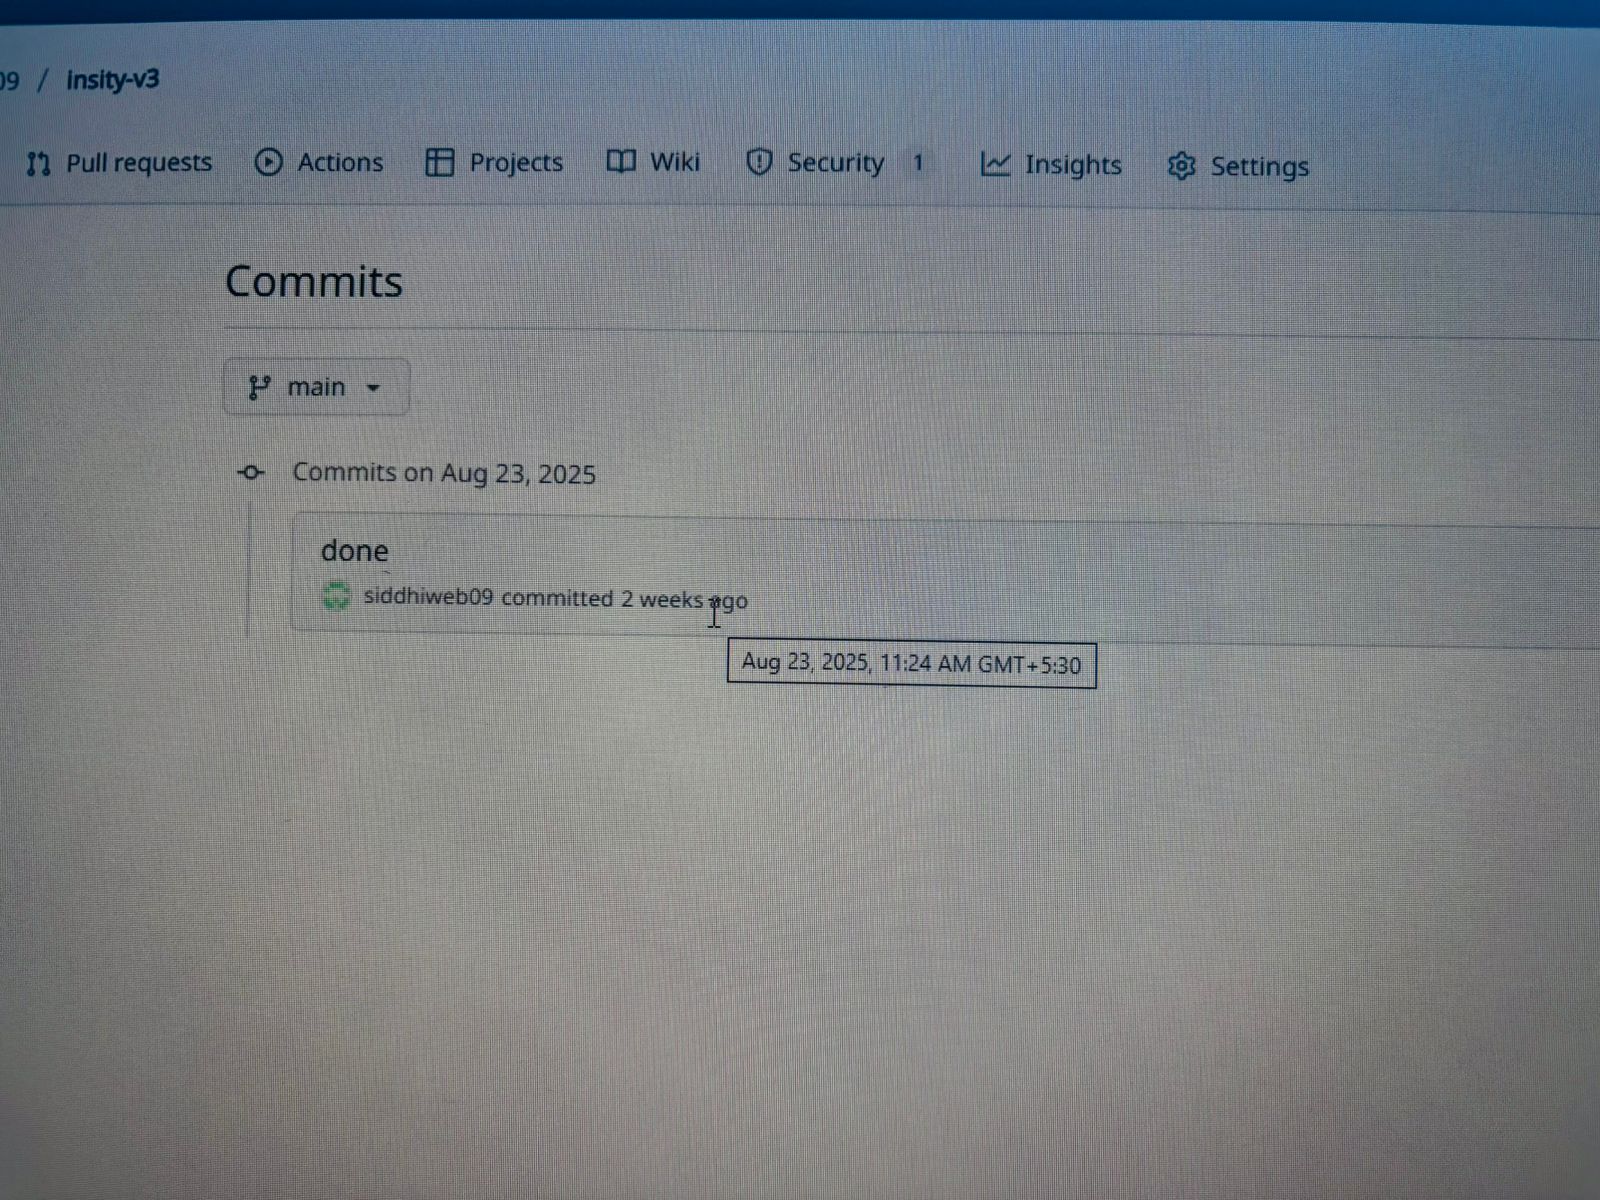 09 / insity-v3
Pull requests Actions Projects Wiki Security 1 Insights Settings
Commits
main
Commits on Aug 23, 2025
done
siddhiweb09 committed 2 weeks ago
Aug 23, 2025, 11:24 AM GMT+5:30